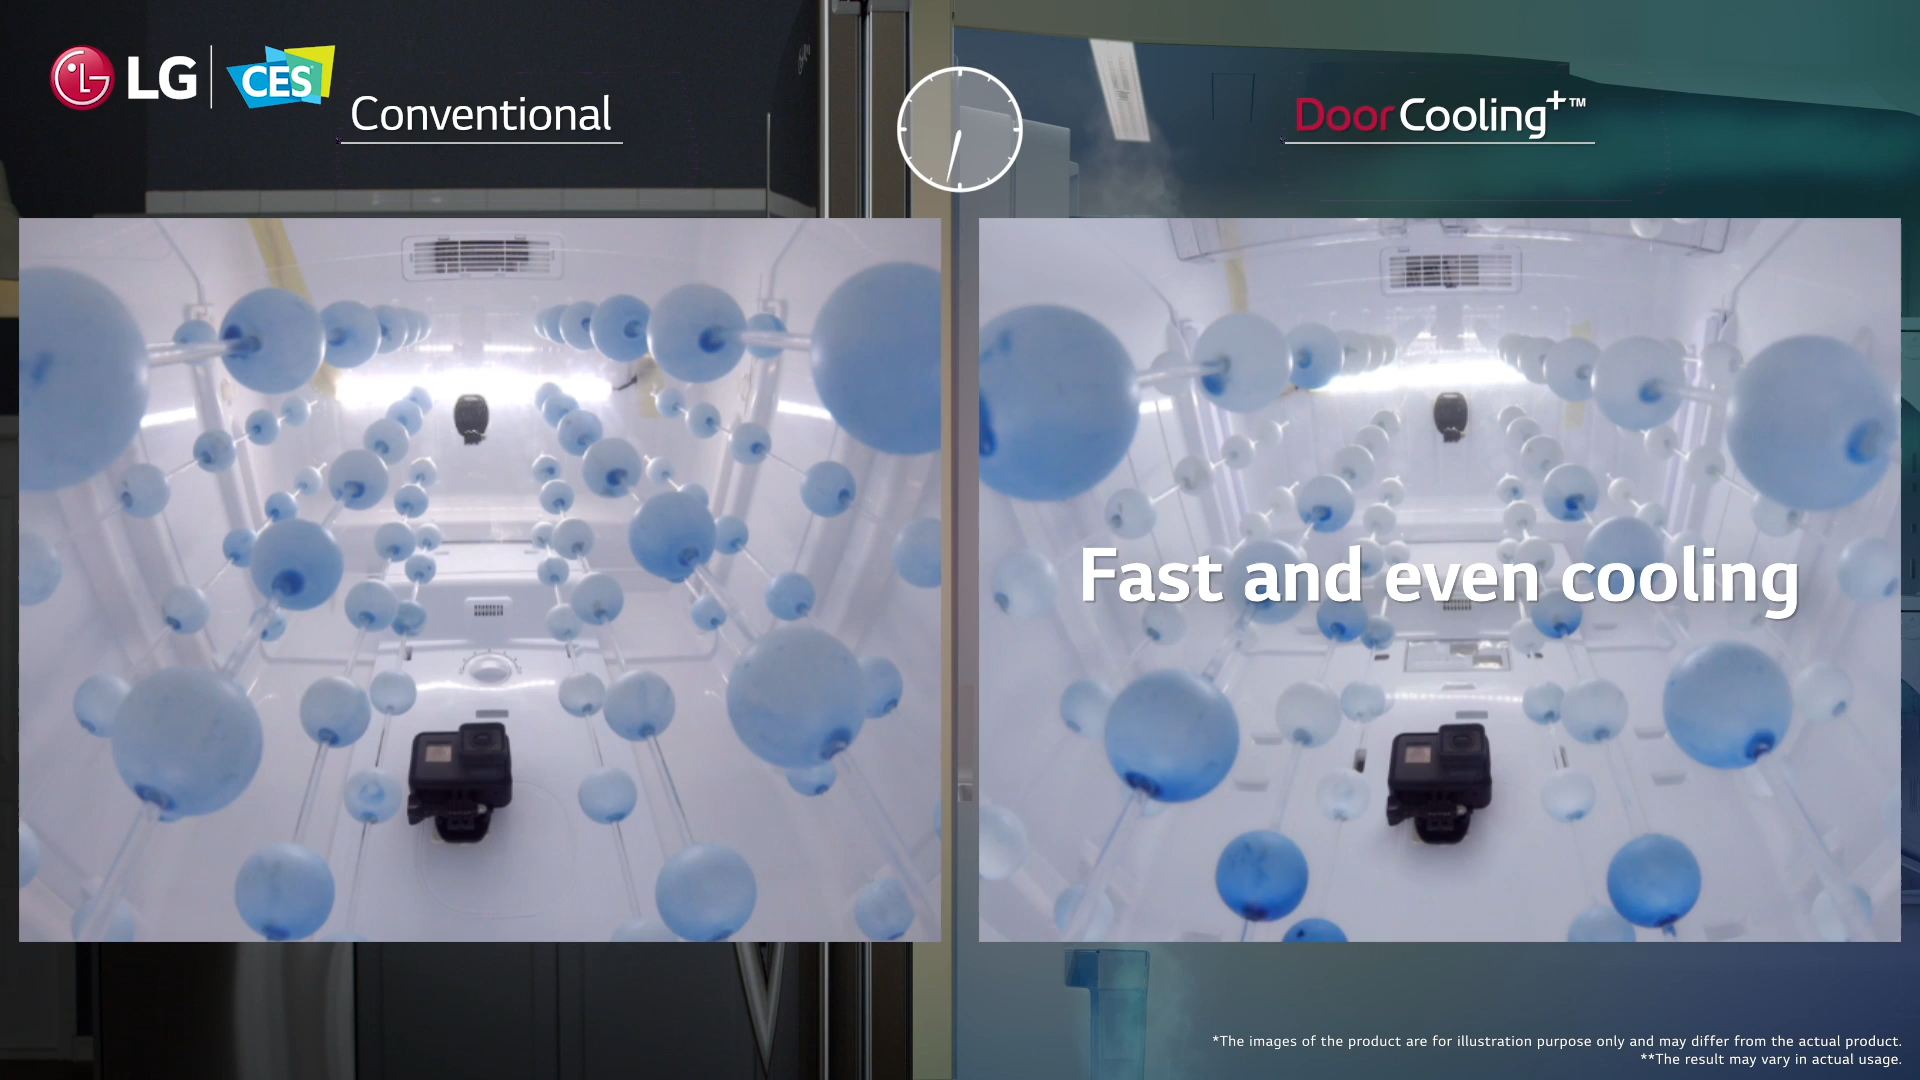 LG
CES
Conventional
DoorCooling+™
Fast and even cooling
*The images of the product are for illustration purpose only and may differ from the actual product.
**The result may vary in actual usage.